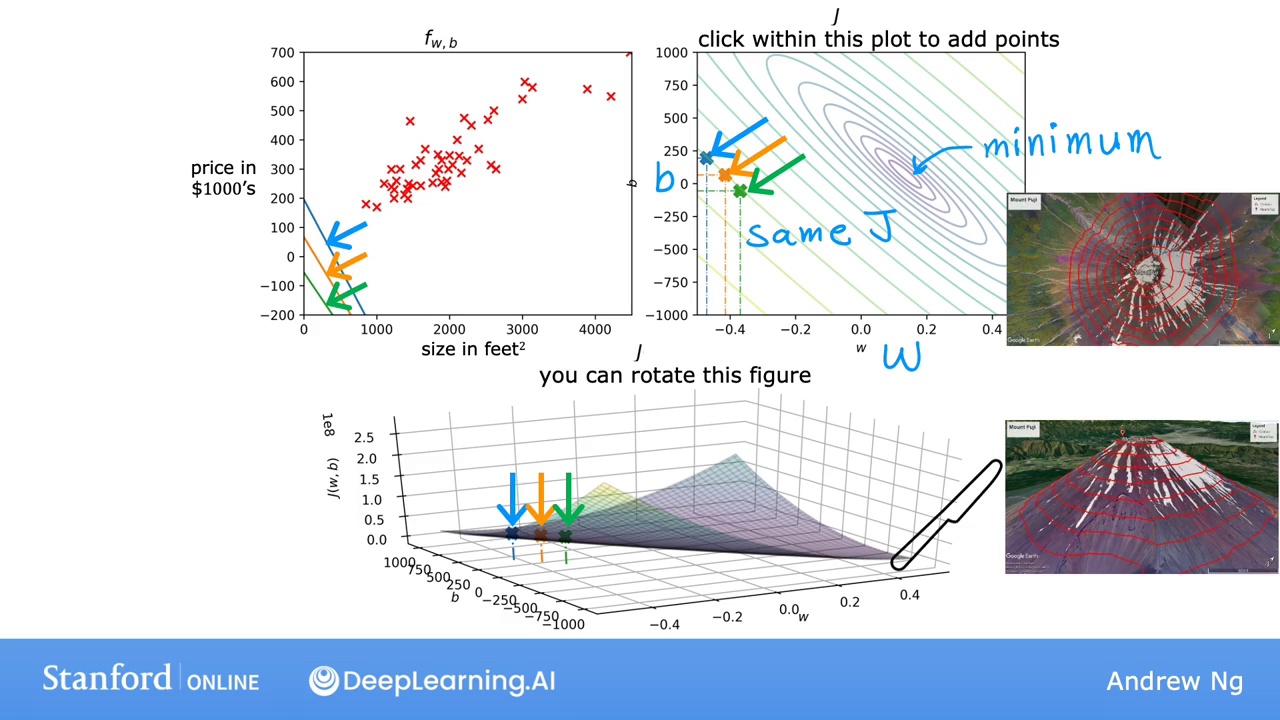 f w, b
700
600
500
400
300
200
100
0
−100
−200
price in
$1000's
0 1000 2000 3000 4000
size in feet²
J
click within this plot to add points
1000
750
500
250
0
−250
−500
−750
−1000
b
b
minimum
same J
−0.4 −0.2 0.0 0.2 0.4
w
W
Mount Fuji
Legend
Google Earth
J
you can rotate this figure
1e8
J(w, b)
2.5
2.0
1.5
1.0
0.5
0.0
1000 750 500 250 0 −250 −500 −750 −1000
b
−0.4 −0.2 0.0 0.2 0.4
w
Mount Fuji
Legend
Google Earth
Stanford ONLINE
DeepLearning.AI
Andrew Ng